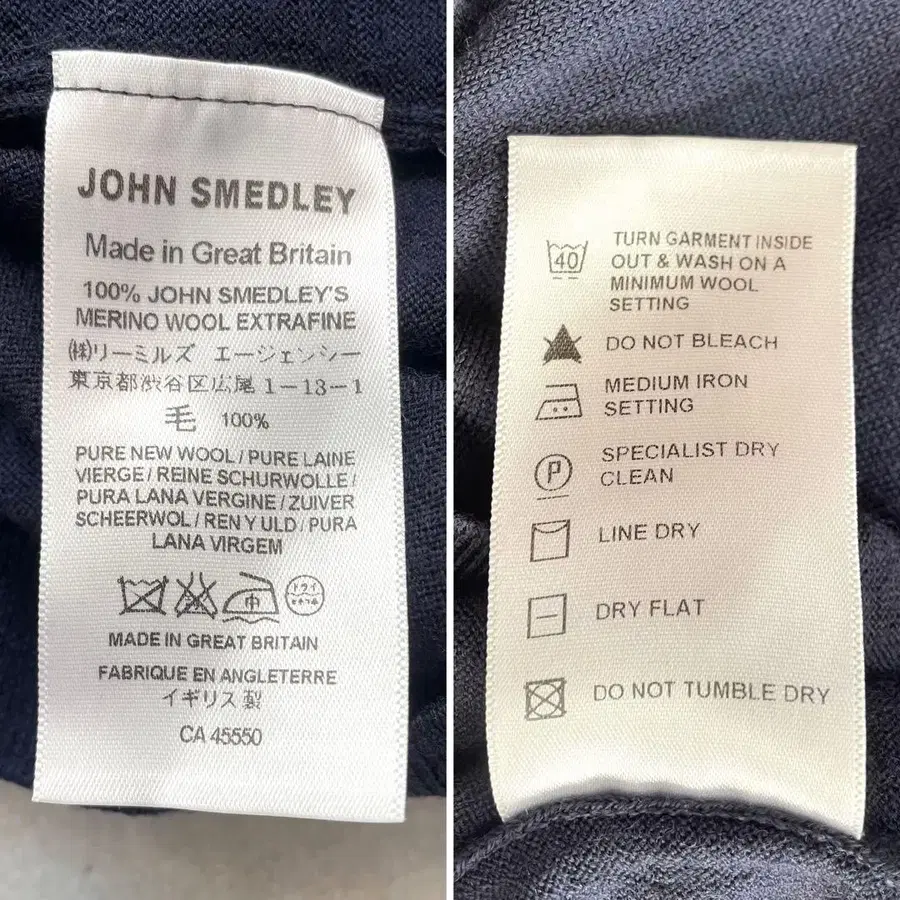 JOHN SMEDLEY
Made in Great Britain
100% JOHN SMEDLEY'S
MERINO WOOL EXTRAFINE
㈱リーミルズ エージェンシー
東京都渋谷区広尾1-13-1
毛 100%
PURE NEW WOOL / PURE LAINE
VIERGE / REINE SCHURWOLLE /
PURA LANA VERGINE / ZUIVER
SCHEERWOL / REN Y ULD / PURA
LANA VIRGEM
中
ドライ
MADE IN GREAT BRITAIN
FABRIQUE EN ANGLETERRE
イギリス製
CA 45550
40
TURN GARMENT INSIDE
OUT & WASH ON A
MINIMUM WOOL
SETTING
DO NOT BLEACH
MEDIUM IRON
SETTING
P
SPECIALIST DRY
CLEAN
LINE DRY
DRY FLAT
DO NOT TUMBLE DRY